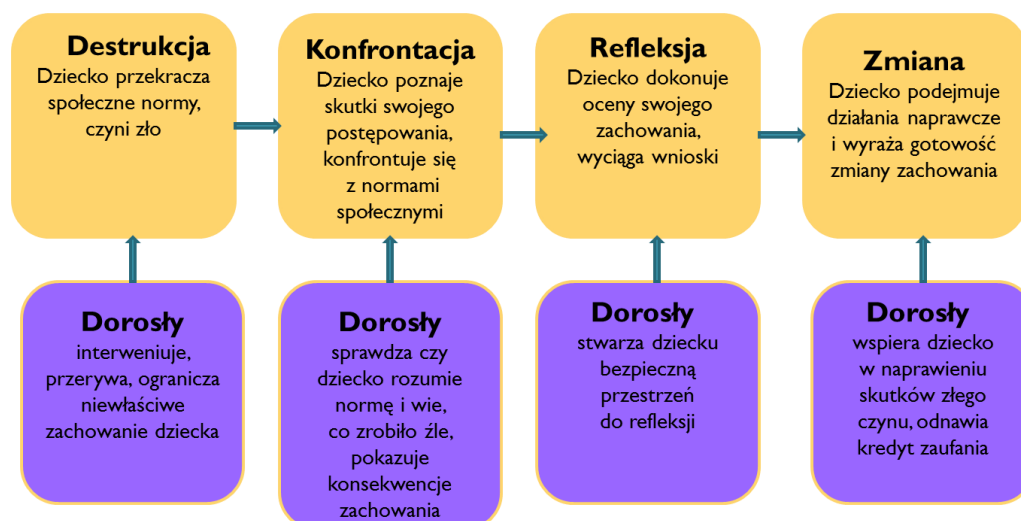 Destrukcja
Dziecko przekracza
społeczne normy,
czyni zło
Konfrontacja
Dziecko poznaje
skutki swojego
postępowania,
konfrontuje się
z normami
społecznymi
Refleksja
Dziecko dokonuje
oceny swojego
zachowania,
wyciąga wnioski
Zmiana
Dziecko podejmuje
działania naprawcze
i wyraża gotowość
zmiany zachowania
Dorosły
interweniuje,
przerywa, ogranicza
niewłaściwe
zachowanie dziecka
Dorosły
sprawdza czy
dziecko rozumie
normę i wie,
co zrobiło źle,
pokazuje
konsekwencje
zachowania
Dorosły
stwarza dziecku
bezpieczną
przestrzeń
do refleksji
Dorosły
wspiera dziecko
w naprawieniu
skutków złego
czynu, odnawia
kredyt zaufania